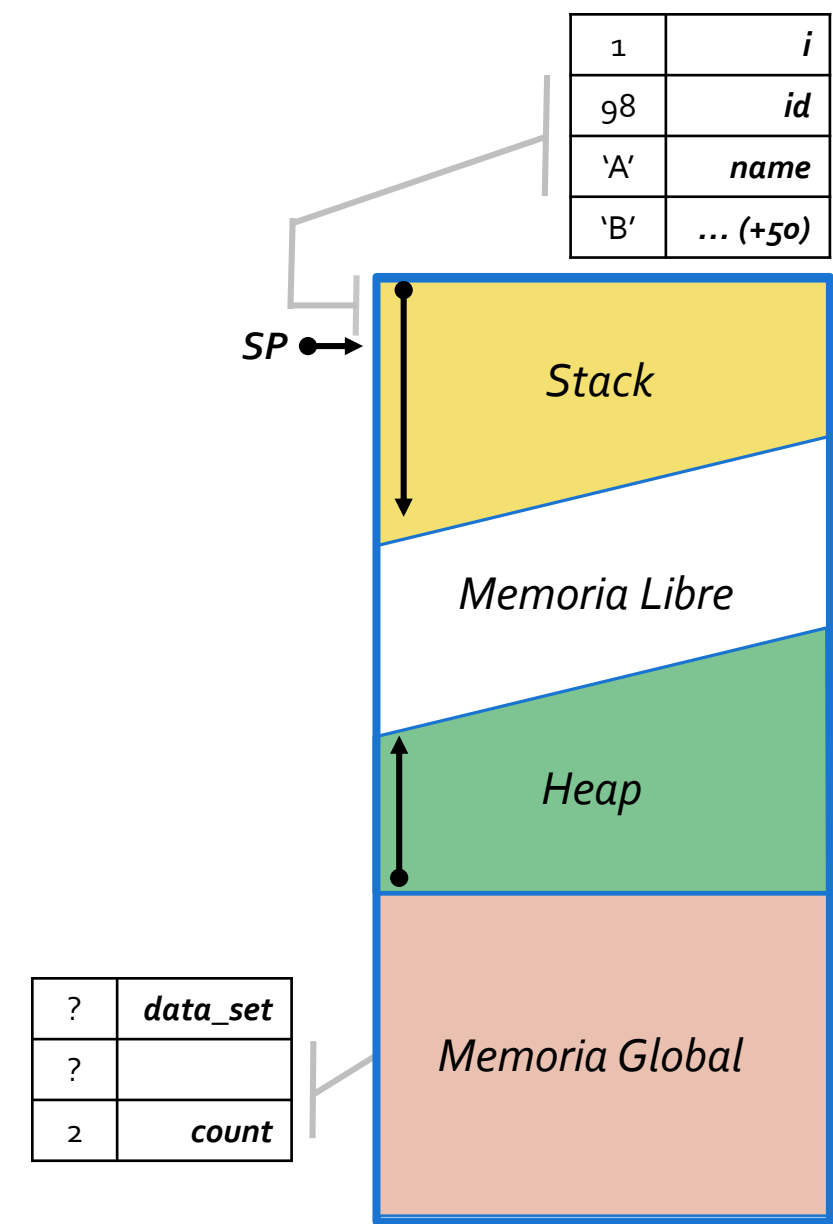 1 i
98 id
‘A’ name
‘B’ ... (+50)
SP
Stack
Memoria Libre
Heap
? data_set
?
2 count
Memoria Global